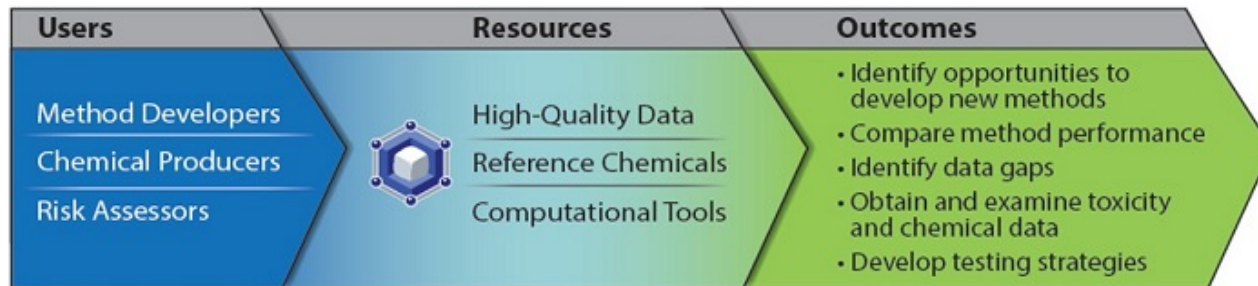 Users
Method Developers
Chemical Producers
Risk Assessors
Resources
High-Quality Data
Reference Chemicals
Computational Tools
Outcomes
• Identify opportunities to
develop new methods
• Compare method performance
• Identify data gaps
• Obtain and examine toxicity
and chemical data
• Develop testing strategies